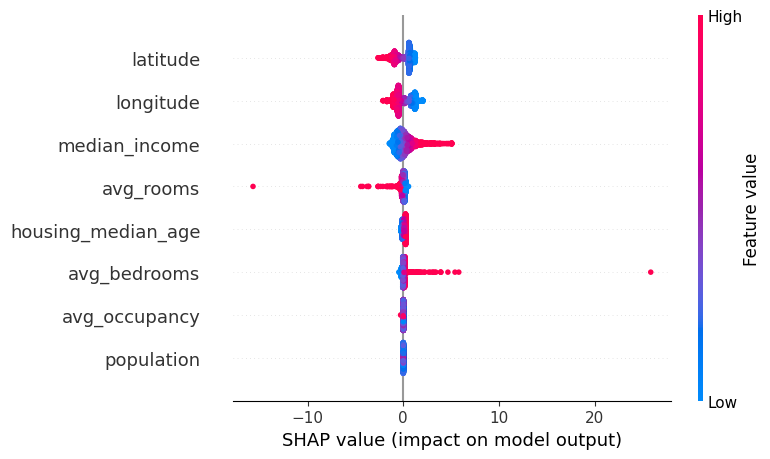 High
latitude
longitude
median_income
avg_rooms
housing_median_age
avg_bedrooms
avg_occupancy
population
Feature value
Low
−10 0 10 20
SHAP value (impact on model output)